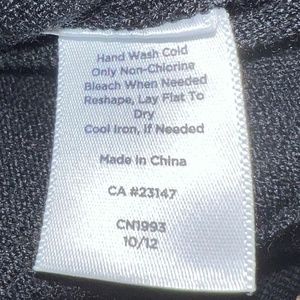 Hand Wash Cold
Only Non-Chlorine
Bleach When Needed
Reshape, Lay Flat To
Dry
Cool Iron, If Needed
Made In China
CA #23147
CN1993
10/12